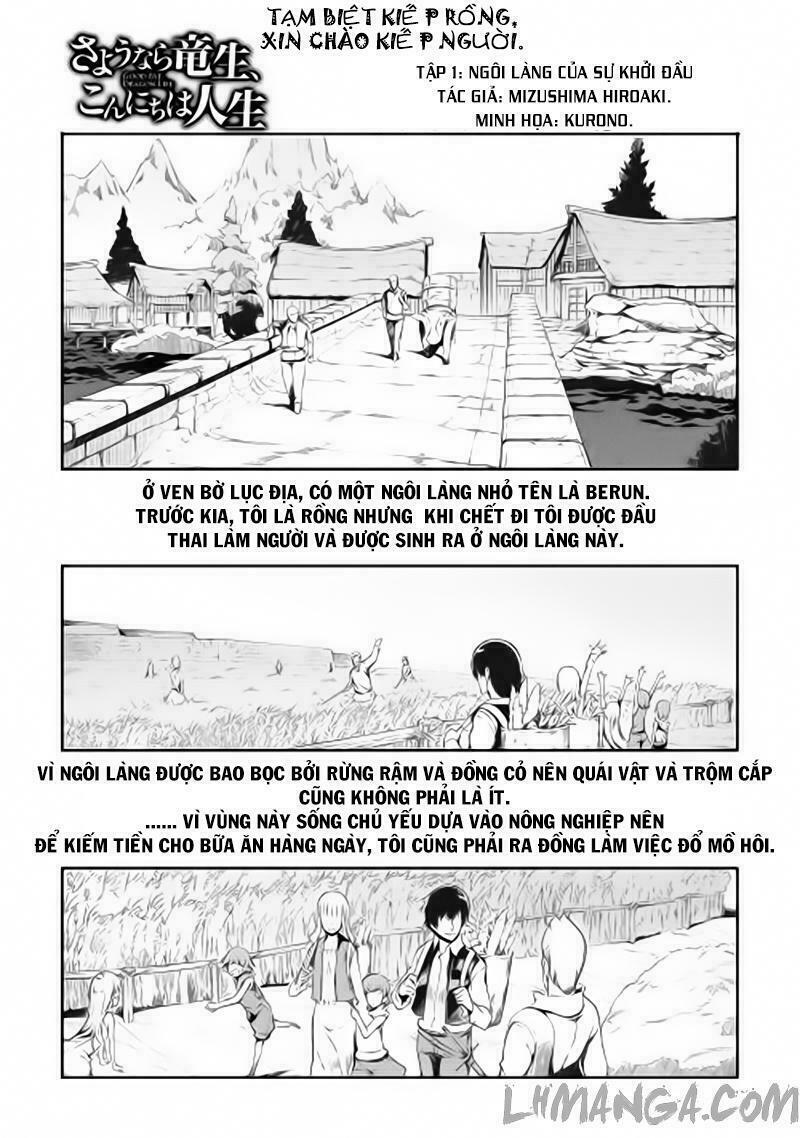 TẠM BIỆT KIẾP RỒNG,
XIN CHÀO KIẾP NGƯỜI.
さようなら竜生、
GOOD BYE
DRAGON LIFE
こんにちは人生
TẬP 1: NGÔI LÀNG CỦA SỰ KHỞI ĐẦU
TÁC GIẢ: MIZUSHIMA HIROAKI.
MINH HỌA: KURONO.
Ở VEN BỜ LỤC ĐỊA, CÓ MỘT NGÔI LÀNG NHỎ TÊN LÀ BERUN.
TRƯỚC KIA, TÔI LÀ RỒNG NHƯNG KHI CHẾT ĐI TÔI ĐƯỢC ĐẦU
THAI LÀM NGƯỜI VÀ ĐƯỢC SINH RA Ở NGÔI LÀNG NÀY.
VÌ NGÔI LÀNG ĐƯỢC BAO BỌC BỞI RỪNG RẬM VÀ ĐỒNG CỎ NÊN QUÁI VẬT VÀ TRỘM CẮP
CŨNG KHÔNG PHẢI LÀ ÍT.
...... VÌ VÙNG NÀY SỐNG CHỦ YẾU DỰA VÀO NÔNG NGHIỆP NÊN
ĐỂ KIẾM TIỀN CHO BỮA ĂN HÀNG NGÀY, TÔI CŨNG PHẢI RA ĐỒNG LÀM VIỆC ĐỔ MỒ HÔI.
LHMANGA.COM